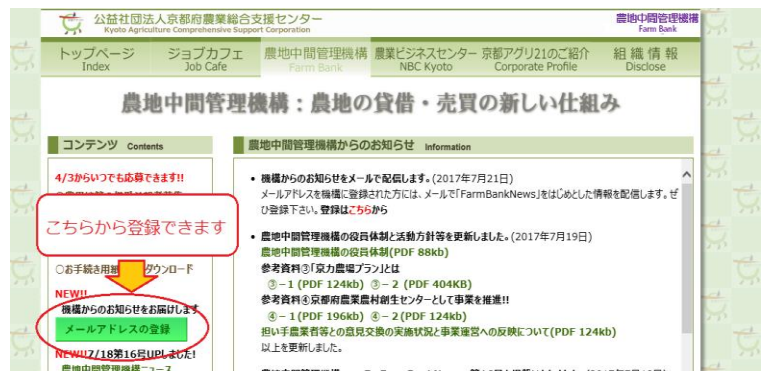 公益社団法人京都府農業総合支援センター
Kyoto Agriculture Comprehensive Support Corporation
農地中間管理機構
Farm Bank
トップページ
Index
ジョブカフェ
Job Cafe
農地中間管理機構
Farm Bank
農業ビジネスセンター
NBC Kyoto
京都アグリ21のご紹介
Corporate Profile
組織情報
Disclose
農地中間管理機構：農地の貸借・売買の新しい仕組み
コンテンツ Contents
4/3からいつでも応募できます!!
こちらから登録できます
○お手続き用紙 ダウンロード
NEW!!
機構からのお知らせをお届けします
メールアドレスの登録
NEW!!7/18第16号UPしました!
農地中間管理機構ニュース
農地中間管理機構からのお知らせ Information
• 機構からのお知らせをメールで配信します。(2017年7月21日)
メールアドレスを機構に登録された方には、メールで「FarmBankNews」をはじめとした情報を配信します。ぜ
ひ登録下さい。登録はこちらから
• 農地中間管理機構の役員体制と活動方針等を更新しました。(2017年7月19日)
農地中間管理機構の役員体制(PDF 88kb)
参考資料③「京力農場プラン」とは
③－1 (PDF 124kb) ③－2 (PDF 404KB)
参考資料④京都府農業農村創生センターとして事業を推進!!
④－1(PDF 196kb) ④－2(PDF 124kb)
担い手農業者等との意見交換の実施状況と事業運営への反映について(PDF 124kb)
以上を更新しました。